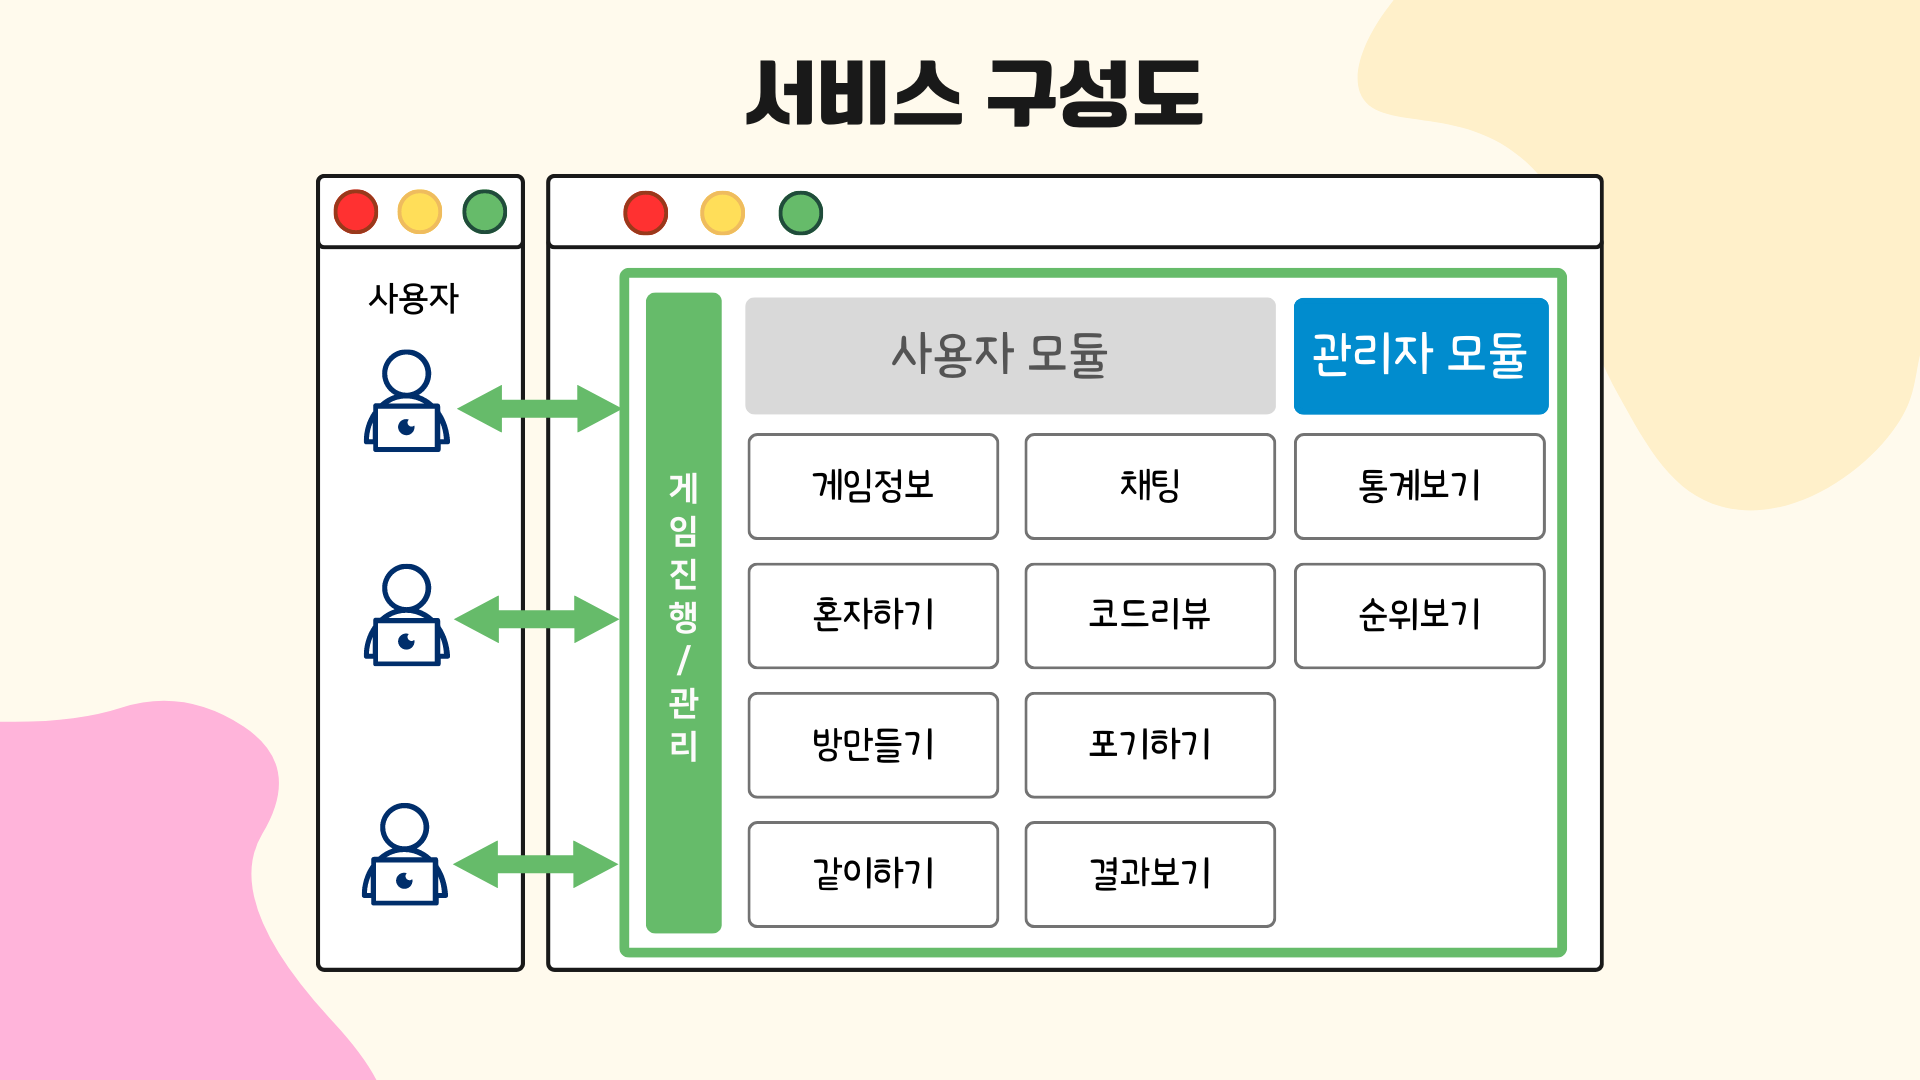 서비스 구성도
사용자
게임진행/관리
사용자 모듈
관리자 모듈
게임정보
채팅
통계보기
혼자하기
코드리뷰
순위보기
방만들기
포기하기
같이하기
결과보기